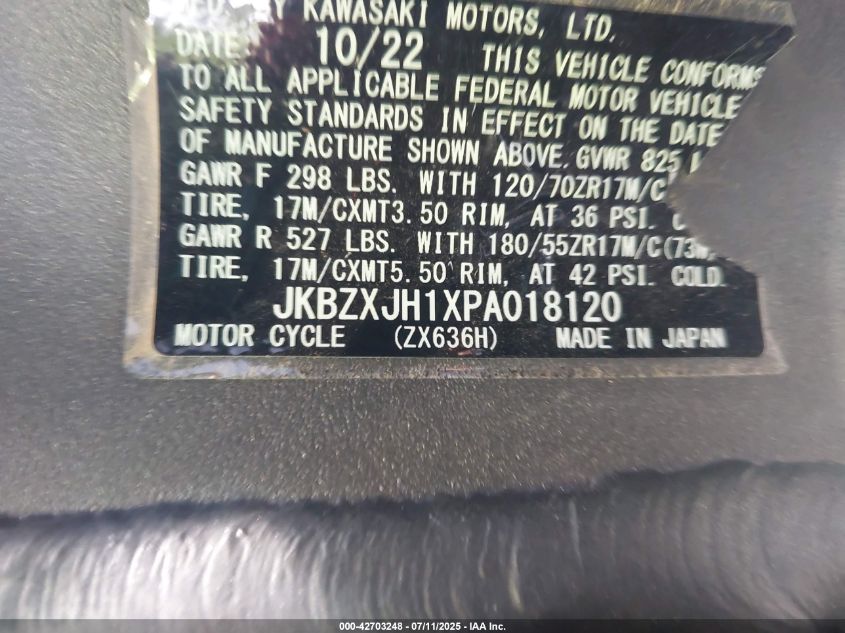 BY KAWASAKI MOTORS, LTD.
DATE: 10/22 THIS VEHICLE CONFORMS
TO ALL APPLICABLE FEDERAL MOTOR VEHICLE
SAFETY STANDARDS IN EFFECT ON THE DATE
OF MANUFACTURE SHOWN ABOVE. GVWR 825
GAWR F 298 LBS. WITH 120/70ZR17M/C
TIRE, 17M/CXMT3.50 RIM, AT 36 PSI.
GAWR R 527 LBS. WITH 180/55ZR17M/C(73W)
TIRE, 17M/CXMT5.50 RIM, AT 42 PSI. COLD.
JKBZXJH1XPA018120
MOTOR CYCLE (ZX636H) MADE IN JAPAN
000-42703248 - 07/11/2025 - IAA Inc.